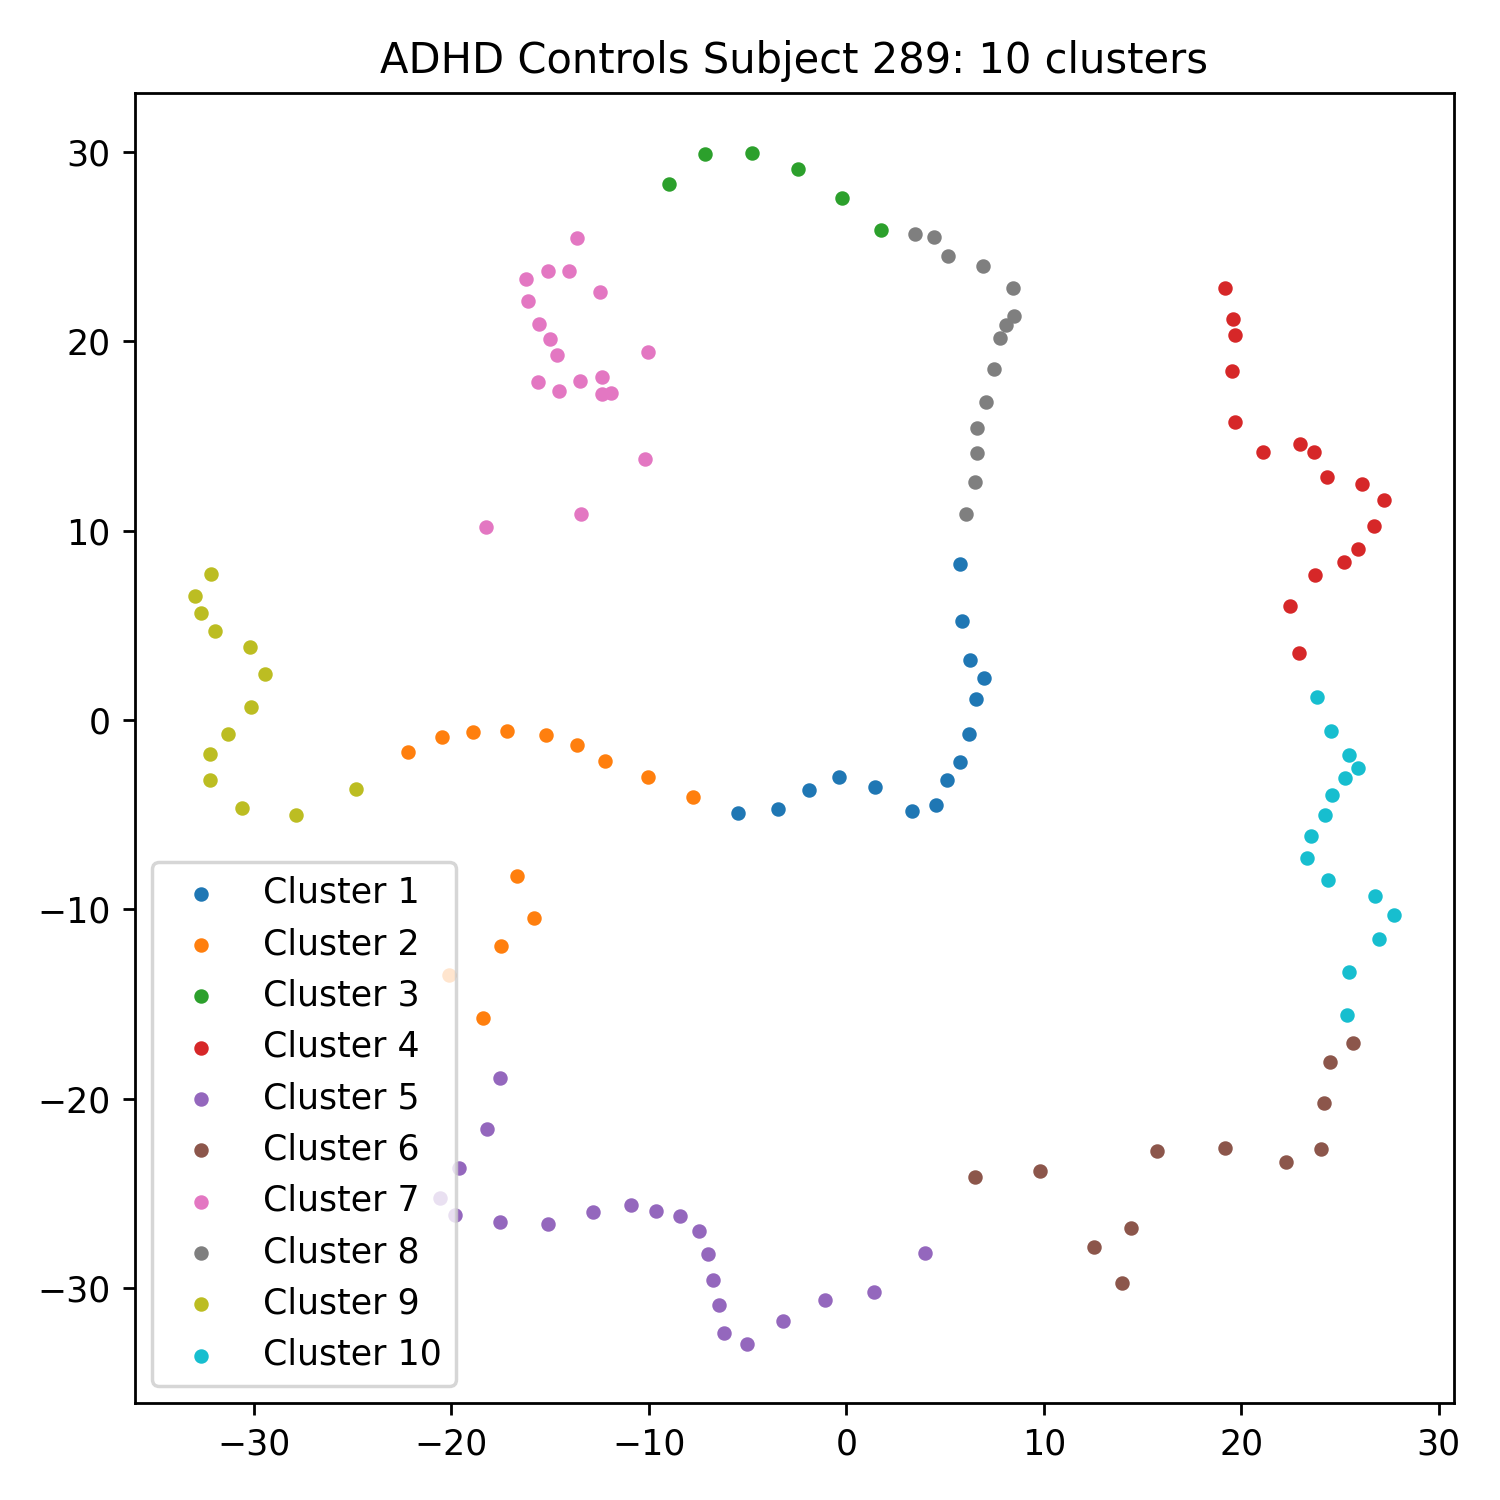 ADHD Controls Subject 289: 10 clusters
30
20
10
0
−10
−20
−30
Cluster 1
Cluster 2
Cluster 3
Cluster 4
Cluster 5
Cluster 6
Cluster 7
Cluster 8
Cluster 9
Cluster 10
−30 −20 −10 0 10 20 30